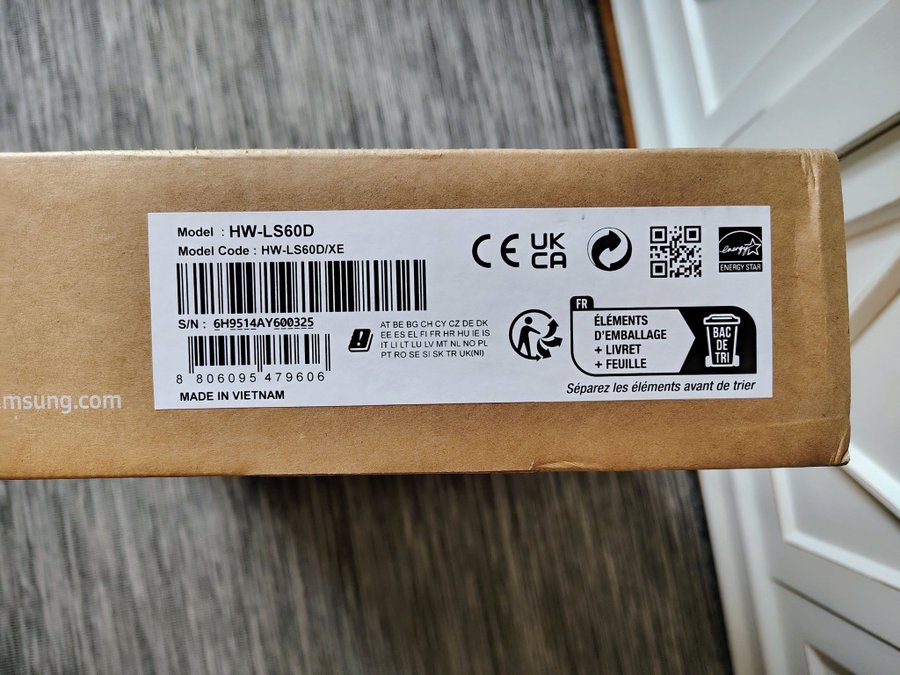 Model : HW-LS60D
Model Code : HW-LS60D/XE
S/N : 6H9514AY600325
8 806095 479606
MADE IN VIETNAM
AT BE BG CH CY CZ DE DK
EE ES EL FI FR HR HU IE IS
IT LI LT LU LV MT NL NO PL
PT RO SE SI SK TR UK(NI)
CE UK
CA
energy
ENERGY STAR
FR
ÉLÉMENTS
D'EMBALLAGE
+ LIVRET
+ FEUILLE
BAC
DE
TRI
Séparez les éléments avant de trier
msung.com